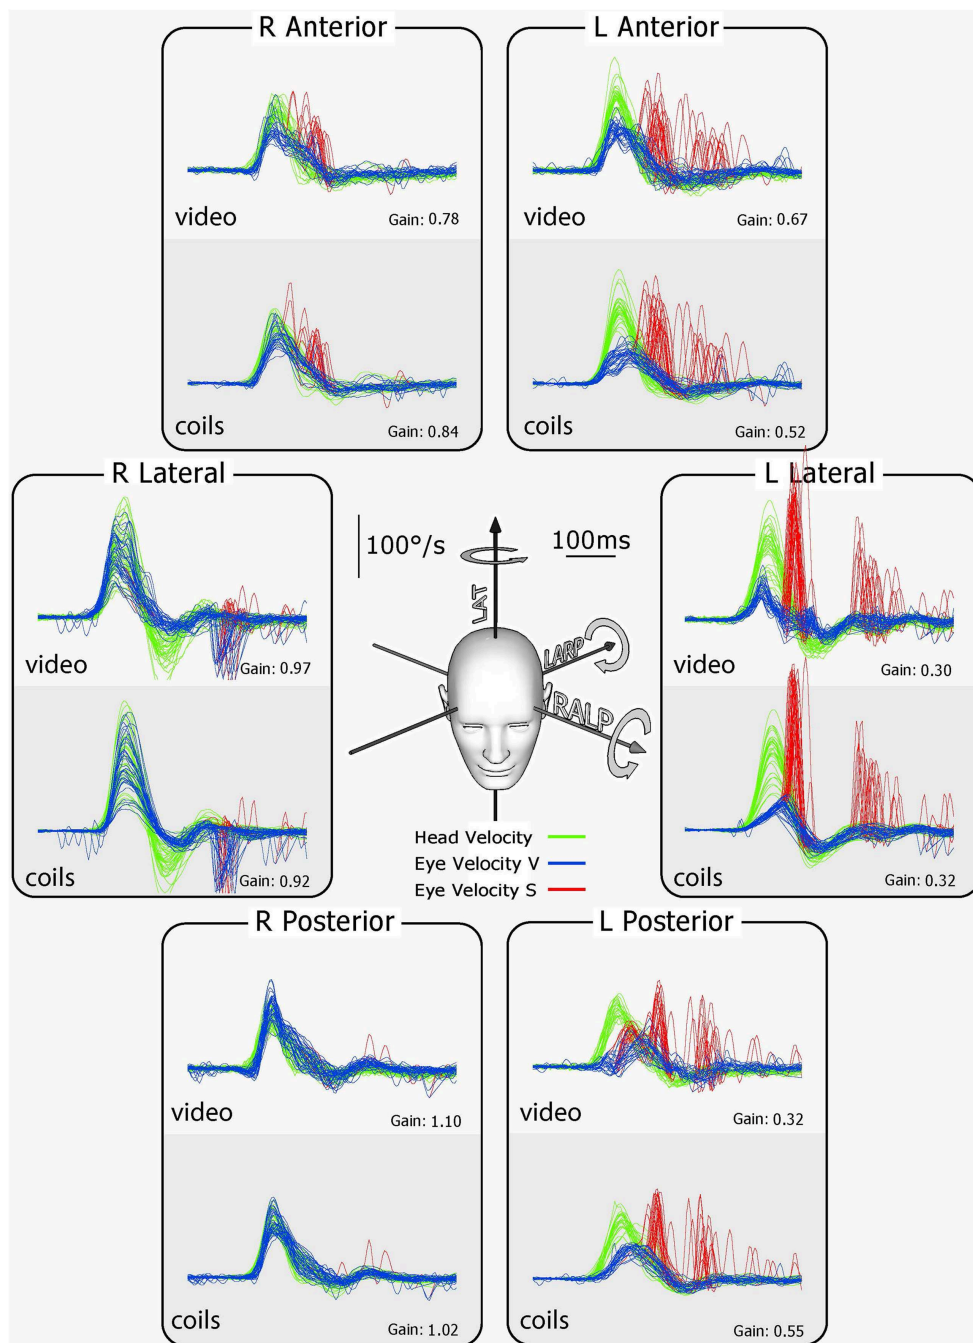 R Anterior
video
Gain: 0.78
coils
Gain: 0.84
L Anterior
video
Gain: 0.67
coils
Gain: 0.52
R Lateral
video
Gain: 0.97
coils
Gain: 0.92
100°/s
100ms
LAT
LARP
RALP
Head Velocity
Eye Velocity V
Eye Velocity S
L Lateral
video
Gain: 0.30
coils
Gain: 0.32
R Posterior
video
Gain: 1.10
coils
Gain: 1.02
L Posterior
video
Gain: 0.32
coils
Gain: 0.55